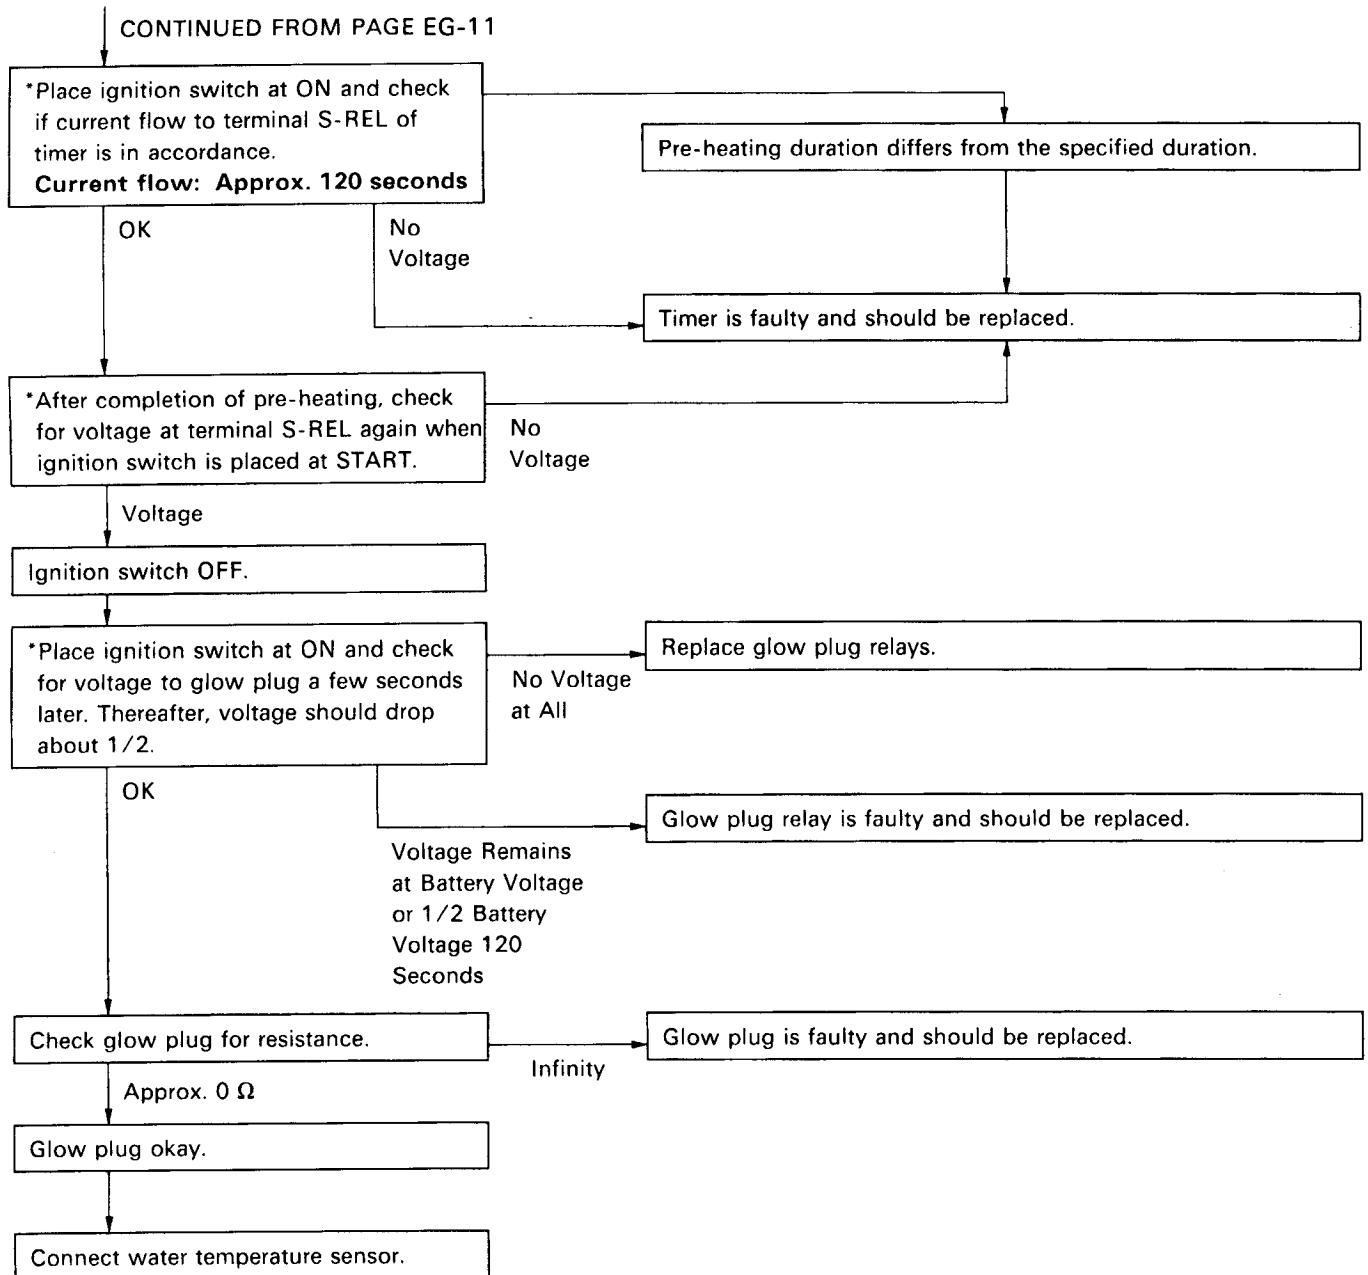 CONTINUED FROM PAGE EG-11
*Place ignition switch at ON and check
if current flow to terminal S-REL of
timer is in accordance.
Current flow: Approx. 120 seconds
Pre-heating duration differs from the specified duration.
OK
No
Voltage
Timer is faulty and should be replaced.
*After completion of pre-heating, check
for voltage at terminal S-REL again when
ignition switch is placed at START.
No
Voltage
Voltage
Ignition switch OFF.
*Place ignition switch at ON and check
for voltage to glow plug a few seconds
later. Thereafter, voltage should drop
about 1/2.
Replace glow plug relays.
No Voltage
at All
OK
Glow plug relay is faulty and should be replaced.
Voltage Remains
at Battery Voltage
or 1/2 Battery
Voltage 120
Seconds
Check glow plug for resistance.
Glow plug is faulty and should be replaced.
Infinity
Approx. 0 Ω
Glow plug okay.
Connect water temperature sensor.